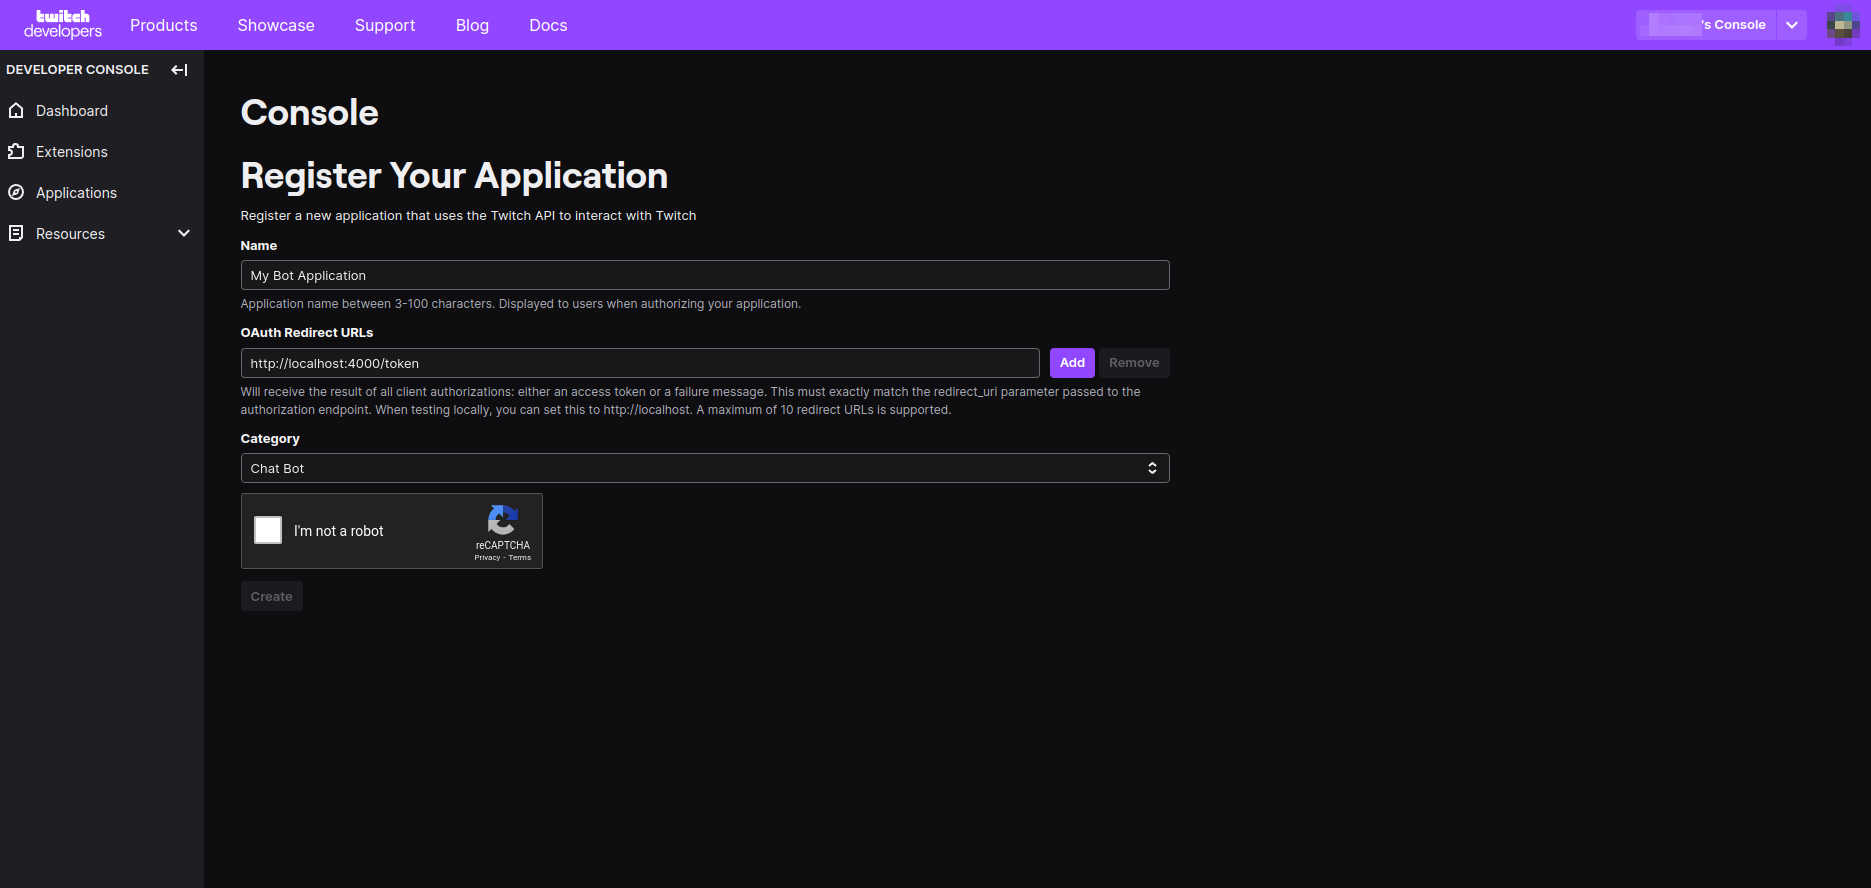 twitch
developers
Products
Showcase
Support
Blog
Docs
's Console
DEVELOPER CONSOLE
Dashboard
Extensions
Applications
Resources
Console
Register Your Application
Register a new application that uses the Twitch API to interact with Twitch
Name
My Bot Application
Application name between 3-100 characters. Displayed to users when authorizing your application.
OAuth Redirect URLs
http://localhost:4000/token
Add
Remove
Will receive the result of all client authorizations: either an access token or a failure message. This must exactly match the redirect_uri parameter passed to the
authorization endpoint. When testing locally, you can set this to http://localhost. A maximum of 10 redirect URLs is supported.
Category
Chat Bot
I'm not a robot
reCAPTCHA
Privacy - Terms
Create